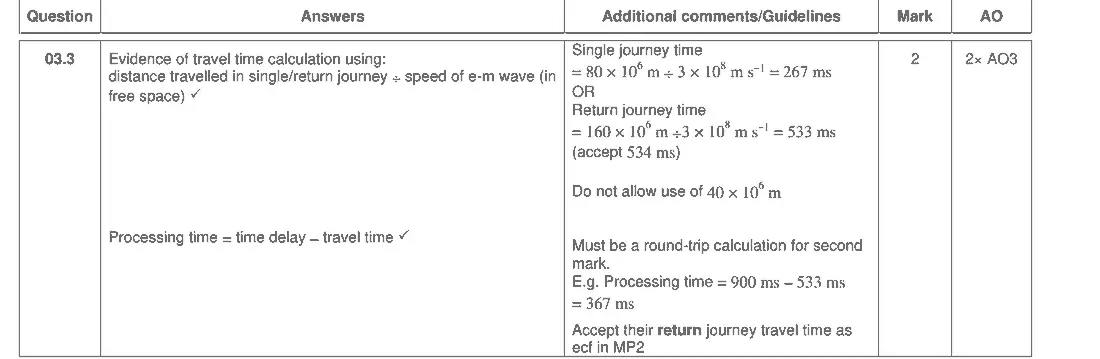 Question Answers Additional comments/Guidelines Mark AO
03.3 Evidence of travel time calculation using:
distance travelled in single/return journey ÷ speed of e-m wave (in
free space) ✓
Single journey time
= 80 × 10⁶ m ÷ 3 × 10⁸ m s⁻¹ = 267 ms
OR
Return journey time
= 160 × 10⁶ m ÷3 × 10⁸ m s⁻¹ = 533 ms
(accept 534 ms)
Do not allow use of 40 × 10⁶ m
2 2× AO3
Processing time = time delay – travel time ✓
Must be a round-trip calculation for second
mark.
E.g. Processing time = 900 ms – 533 ms
= 367 ms
Accept their return journey travel time as
ecf in MP2